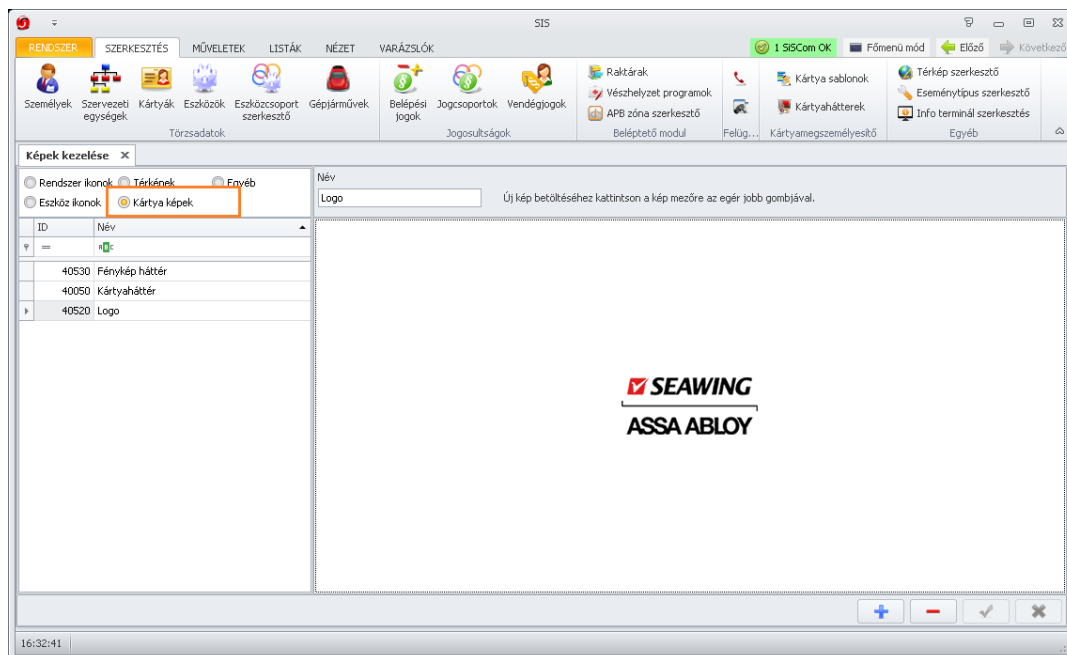 SIS
RENDSZER SZERKESZTÉS MŰVELETEK LISTÁK NÉZET VARÁZSLÓK 1 SiSCom OK Főmenü mód Előző Következő
Személyek Szervezeti egységek Kártyák Eszközök Eszközcsoport szerkesztő Gépjárművek
Törzsadatok
Belépési jogok Jogcsoportok Vendégjogok
Jogosultságok
Raktárak
Vészhelyzet programok
APB zóna szerkesztő
Beléptető modul
Felüg...
Kártya sablonok
Kártyahátterek
Kártyamegszemélyesítő
Térkép szerkesztő
Eseménytípus szerkesztő
Info terminál szerkesztés
Egyéb
Képek kezelése
Rendszer ikonok Térképek Egyéb
Eszköz ikonok Kártya képek
ID Név
=
40530 Fénykép háttér
40050 Kártyaháttér
40520 Logo
Név
Logo Új kép betöltéséhez kattintson a kép mezőre az egér jobb gombjával.
SEAWING
ASSA ABLOY
16:32:41